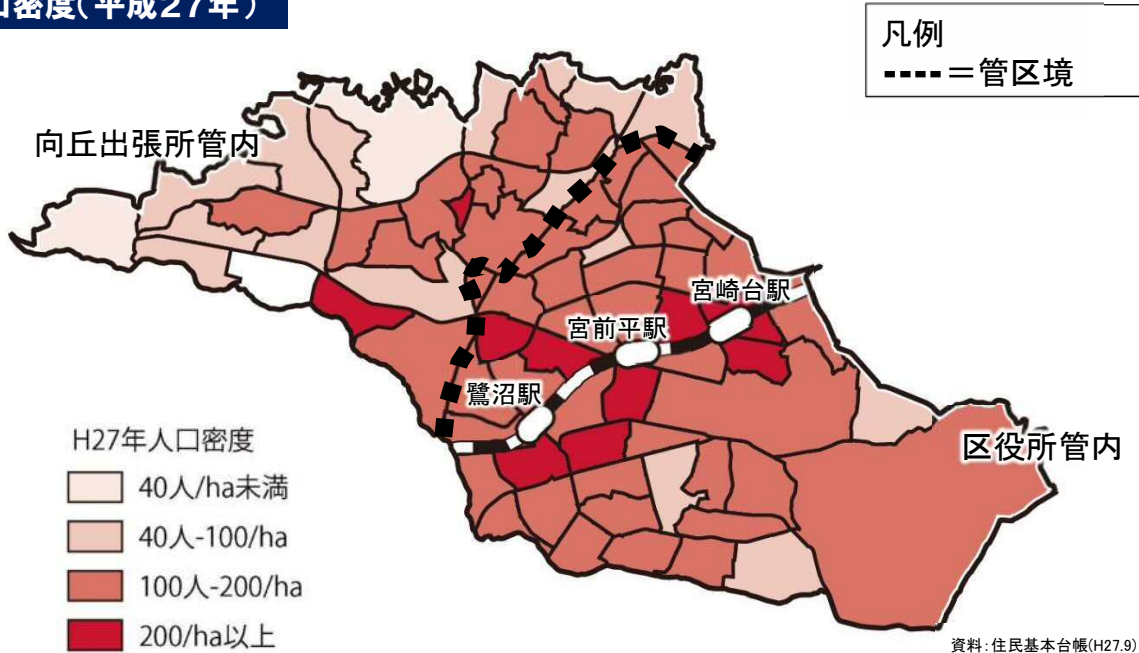 口密度(平成27年)
凡例
----=管区境
向丘出張所管内
宮崎台駅
宮前平駅
鷺沼駅
区役所管内
H27年人口密度
40人/ha未満
40人-100/ha
100人-200/ha
200/ha以上
資料:住民基本台帳(H27.9)